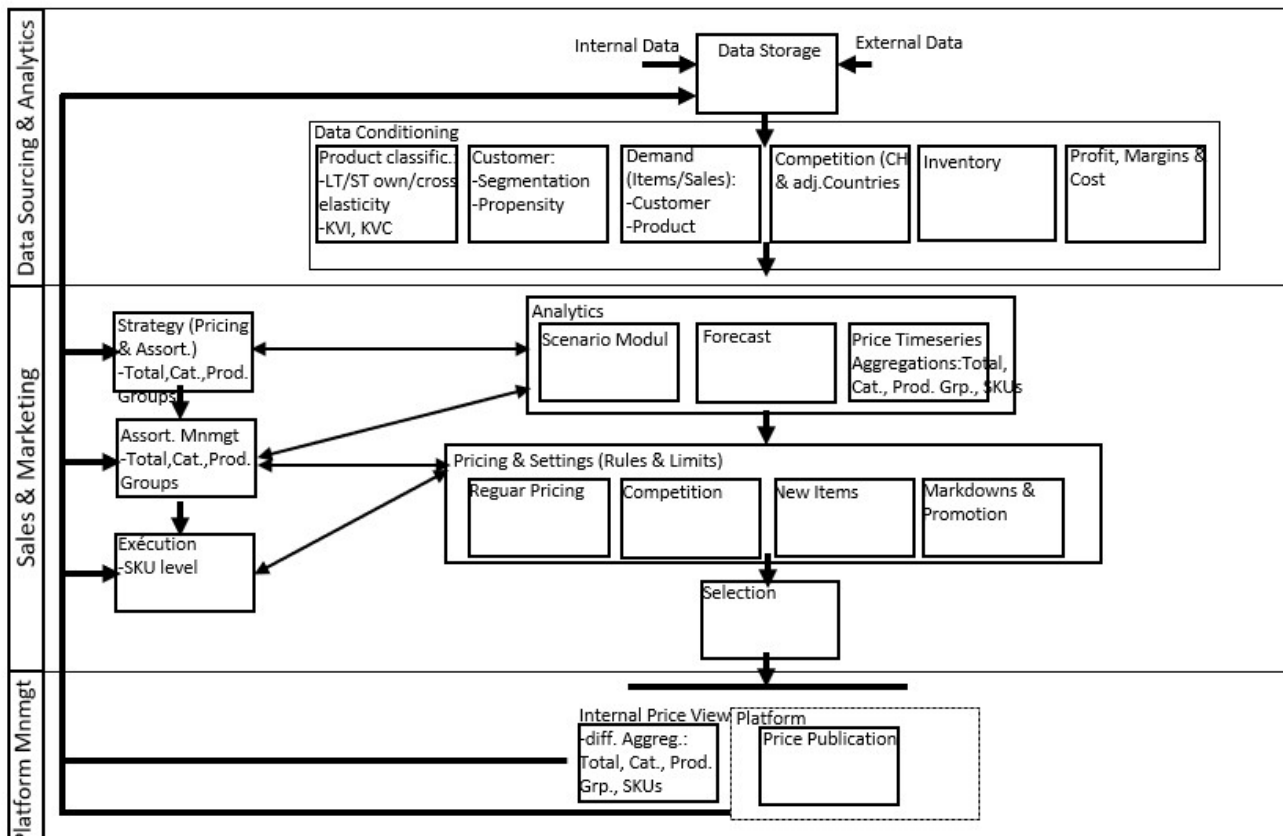 Data Sourcing & Analytics
Internal Data
Data Storage
External Data
Data Conditioning
Product classific.:
-LT/ST own/cross
elasticity
-KVI, KVC
Customer:
-Segmentation
-Propensity
Demand
(Items/Sales):
-Customer
-Product
Competition (CH
& adj.Countries
Inventory
Profit, Margins &
Cost
Sales & Marketing
Strategy (Pricing
& Assort.)
-Total,Cat.,Prod.
Groups
Assort. Mnmgt
-Total,Cat.,Prod.
Groups
Exécution
-SKU level
Analytics
Scenario Modul
Forecast
Price Timeseries
Aggregations:Total,
Cat., Prod. Grp., SKUs
Pricing & Settings (Rules & Limits)
Reguar Pricing
Competition
New Items
Markdowns &
Promotion
Selection
Platform Mnmgt
Internal Price View
-diff. Aggreg.:
Total, Cat., Prod.
Grp., SKUs
Platform
Price Publication